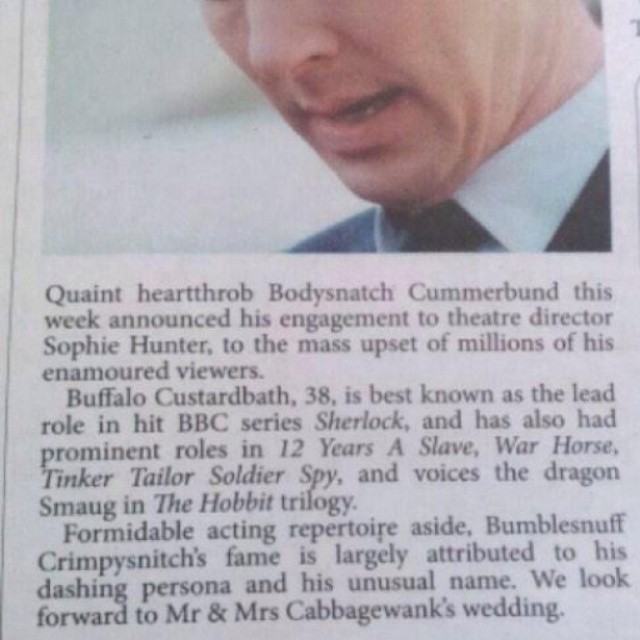 Quaint heartthrob Bodysnatch Cummerbund this
week announced his engagement to theatre director
Sophie Hunter, to the mass upset of millions of his
enamoured viewers.
Buffalo Custardbath, 38, is best known as the lead
role in hit BBC series Sherlock, and has also had
prominent roles in 12 Years A Slave, War Horse,
Tinker Tailor Soldier Spy, and voices the dragon
Smaug in The Hobbit trilogy.
Formidable acting repertoire aside, Bumblesnuff
Crimpysnitch's fame is largely attributed to his
dashing persona and his unusual name. We look
forward to Mr & Mrs Cabbagewank's wedding.